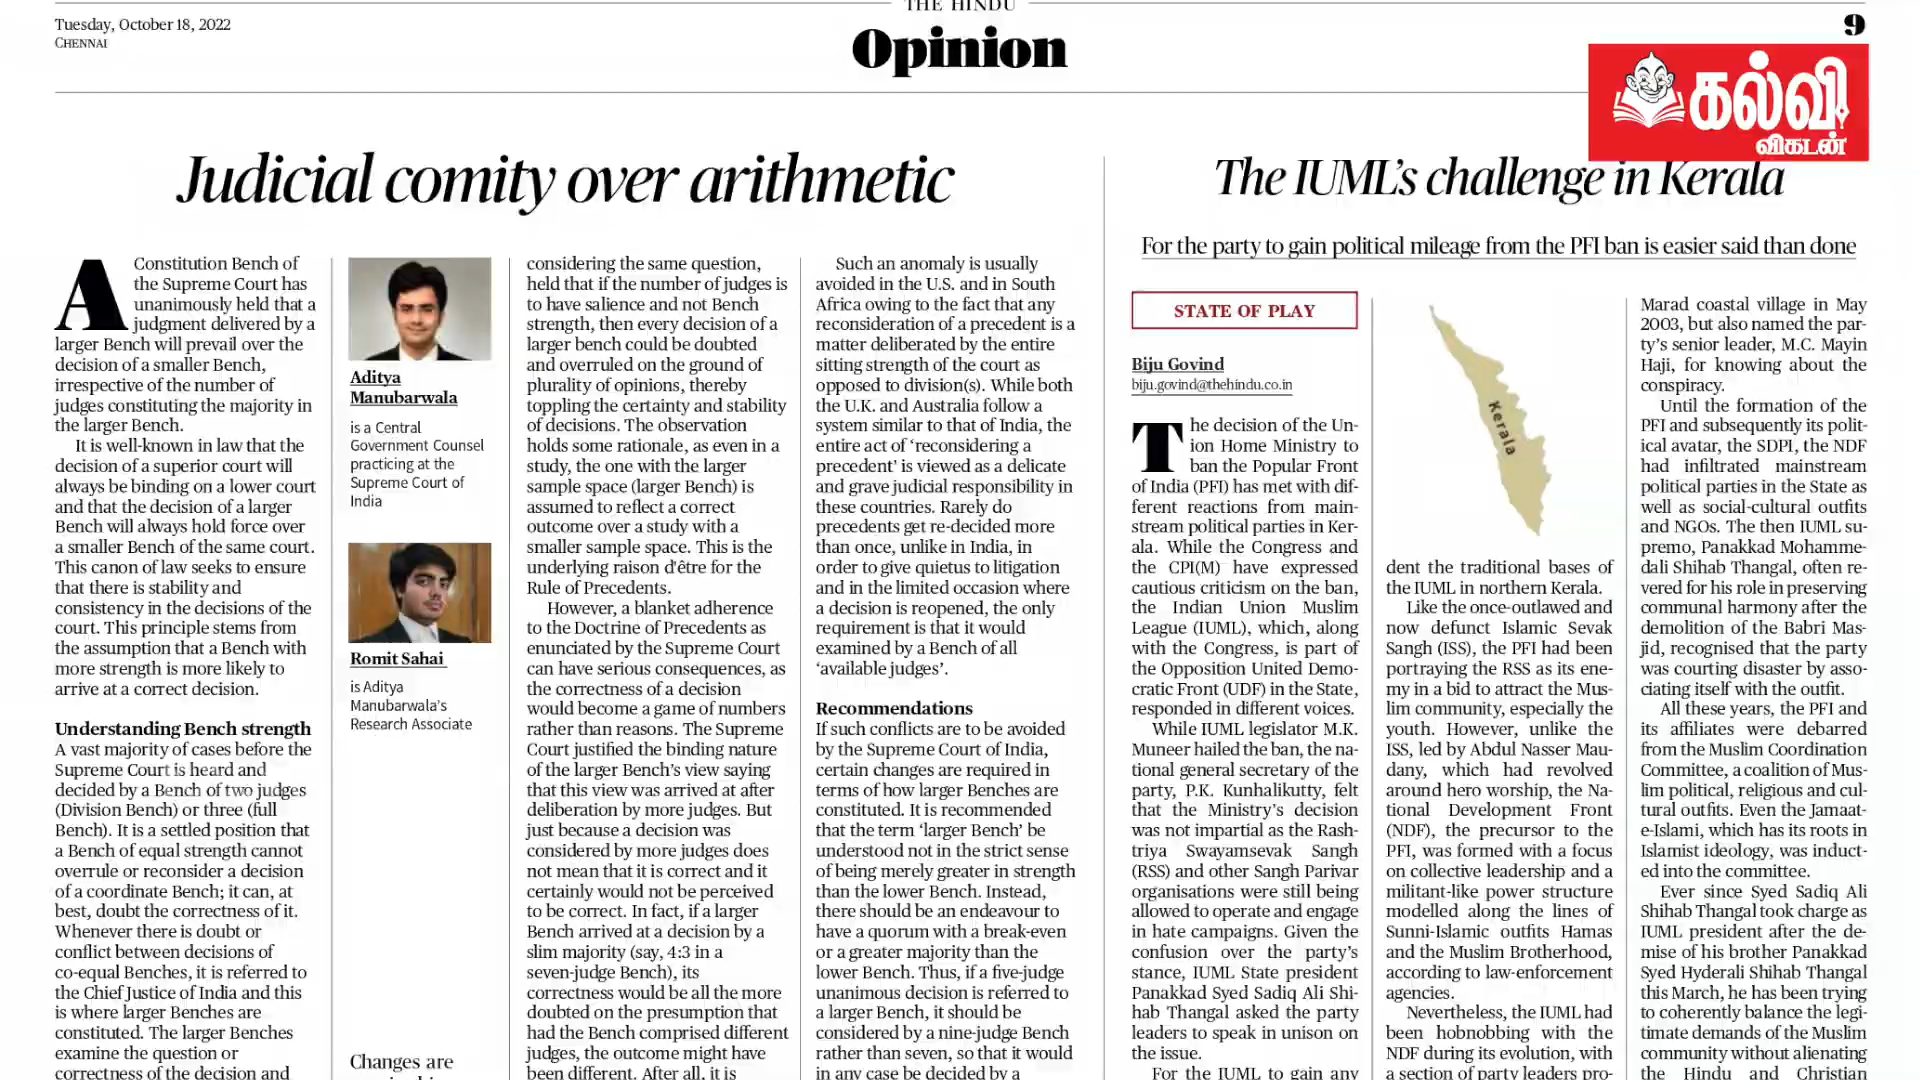 THE HINDU
Tuesday, October 18, 2022
CHENNAI
Opinion
9
கல்வி
விகடன்
Judicial comity over arithmetic
A Constitution Bench of
the Supreme Court has
unanimously held that a
judgment delivered by a
larger Bench will prevail over the
decision of a smaller Bench,
irrespective of the number of
judges constituting the majority in
the larger Bench.
It is well-known in law that the
decision of a superior court will
always be binding on a lower court
and that the decision of a larger
Bench will always hold force over
a smaller Bench of the same court.
This canon of law seeks to ensure
that there is stability and
consistency in the decisions of the
court. This principle stems from
the assumption that a Bench with
more strength is more likely to
arrive at a correct decision.
Understanding Bench strength
A vast majority of cases before the
Supreme Court is heard and
decided by a Bench of two judges
(Division Bench) or three (full
Bench). It is a settled position that
a Bench of equal strength cannot
overrule or reconsider a decision
of a coordinate Bench; it can, at
best, doubt the correctness of it.
Whenever there is doubt or
conflict between decisions of
co-equal Benches, it is referred to
the Chief Justice of India and this
is where larger Benches are
constituted. The larger Benches
examine the question or
correctness of the decision and
Aditya
Manubarwala
is a Central
Government Counsel
practicing at the
Supreme Court of
India
Romit Sahai
is Aditya
Manubarwala's
Research Associate
Changes are
considering the same question,
held that if the number of judges is
to have salience and not Bench
strength, then every decision of a
larger bench could be doubted
and overruled on the ground of
plurality of opinions, thereby
toppling the certainty and stability
of decisions. The observation
holds some rationale, as even in a
study, the one with the larger
sample space (larger Bench) is
assumed to reflect a correct
outcome over a study with a
smaller sample space. This is the
underlying raison d'être for the
Rule of Precedents.
However, a blanket adherence
to the Doctrine of Precedents as
enunciated by the Supreme Court
can have serious consequences, as
the correctness of a decision
would become a game of numbers
rather than reasons. The Supreme
Court justified the binding nature
of the larger Bench's view saying
that this view was arrived at after
deliberation by more judges. But
just because a decision was
considered by more judges does
not mean that it is correct and it
certainly would not be perceived
to be correct. In fact, if a larger
Bench arrived at a decision by a
slim majority (say, 4:3 in a
seven-judge Bench), its
correctness would be all the more
doubted on the presumption that
had the Bench comprised different
judges, the outcome might have
been different. After all, it is
Such an anomaly is usually
avoided in the U.S. and in South
Africa owing to the fact that any
reconsideration of a precedent is a
matter deliberated by the entire
sitting strength of the court as
opposed to division(s). While both
the U.K. and Australia follow a
system similar to that of India, the
entire act of 'reconsidering a
precedent' is viewed as a delicate
and grave judicial responsibility in
these countries. Rarely do
precedents get re-decided more
than once, unlike in India, in
order to give quietus to litigation
and in the limited occasion where
a decision is reopened, the only
requirement is that it would
examined by a Bench of all
'available judges'.
Recommendations
If such conflicts are to be avoided
by the Supreme Court of India,
certain changes are required in
terms of how larger Benches are
constituted. It is recommended
that the term 'larger Bench' be
understood not in the strict sense
of being merely greater in strength
than the lower Bench. Instead,
there should be an endeavour to
have a quorum with a break-even
or a greater majority than the
lower Bench. Thus, if a five-judge
unanimous decision is referred to
a larger Bench, it should be
considered by a nine-judge Bench
rather than seven, so that it would
in any case be decided by a
The IUML's challenge in Kerala
For the party to gain political mileage from the PFI ban is easier said than done
STATE OF PLAY
Biju Govind
biju.govind@thehindu.co.in
The decision of the Un-
ion Home Ministry to
ban the Popular Front
of India (PFI) has met with dif-
ferent reactions from main-
stream political parties in Ker-
ala. While the Congress and
the CPI(M) have expressed
cautious criticism on the ban,
the Indian Union Muslim
League (IUML), which, along
with the Congress, is part of
the Opposition United Demo-
cratic Front (UDF) in the State,
responded in different voices.
While IUML legislator M.K.
Muneer hailed the ban, the na-
tional general secretary of the
party, P.K. Kunhalikutty, felt
that the Ministry's decision
was not impartial as the Rash-
triya Swayamsevak Sangh
(RSS) and other Sangh Parivar
organisations were still being
allowed to operate and engage
in hate campaigns. Given the
confusion over the party's
stance, IUML State president
Panakkad Syed Sadiq Ali Shi-
hab Thangal asked the party
leaders to speak in unison on
the issue.
For the IUML to gain any
Kerala
dent the traditional bases of
the IUML in northern Kerala.
Like the once-outlawed and
now defunct Islamic Sevak
Sangh (ISS), the PFI had been
portraying the RSS as its ene-
my in a bid to attract the Mus-
lim community, especially the
youth. However, unlike the
ISS, led by Abdul Nasser Mau-
dany, which had revolved
around hero worship, the Na-
tional Development Front
(NDF), the precursor to the
PFI, was formed with a focus
on collective leadership and a
militant-like power structure
modelled along the lines of
Sunni-Islamic outfits Hamas
and the Muslim Brotherhood,
according to law-enforcement
agencies.
Nevertheless, the IUML had
been hobnobbing with the
NDF during its evolution, with
a section of party leaders pro-
Marad coastal village in May
2003, but also named the par-
ty's senior leader, M.C. Mayin
Haji, for knowing about the
conspiracy.
Until the formation of the
PFI and subsequently its polit-
ical avatar, the SDPI, the NDF
had infiltrated mainstream
political parties in the State as
well as social-cultural outfits
and NGOs. The then IUML su-
premo, Panakkad Mohamme-
dali Shihab Thangal, often re-
vered for his role in preserving
communal harmony after the
demolition of the Babri Mas-
jid, recognised that the party
was courting disaster by asso-
ciating itself with the outfit.
All these years, the PFI and
its affiliates were debarred
from the Muslim Coordination
Committee, a coalition of Mus-
lim political, religious and cul-
tural outfits. Even the Jamaat-
e-Islami, which has its roots in
Islamist ideology, was induct-
ed into the committee.
Ever since Syed Sadiq Ali
Shihab Thangal took charge as
IUML president after the de-
mise of his brother Panakkad
Syed Hyderali Shihab Thangal
this March, he has been trying
to coherently balance the legi-
timate demands of the Muslim
community without alienating
the Hindu and Christian